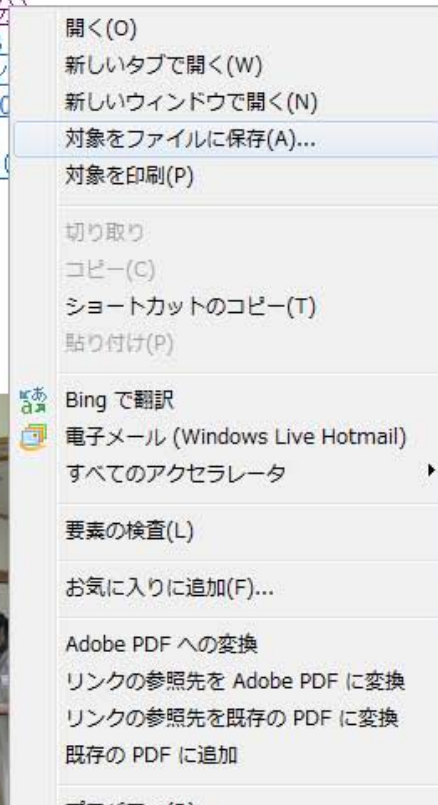 開く(O)
新しいタブで開く(W)
新しいウィンドウで開く(N)
対象をファイルに保存(A)...
対象を印刷(P)
切り取り
コピー(C)
ショートカットのコピー(T)
貼り付け(P)
Bing で翻訳
電子メール (Windows Live Hotmail)
すべてのアクセラレータ
要素の検査(L)
お気に入りに追加(F)...
Adobe PDF への変換
リンクの参照先を Adobe PDF に変換
リンクの参照先を既存の PDF に変換
既存の PDF に追加